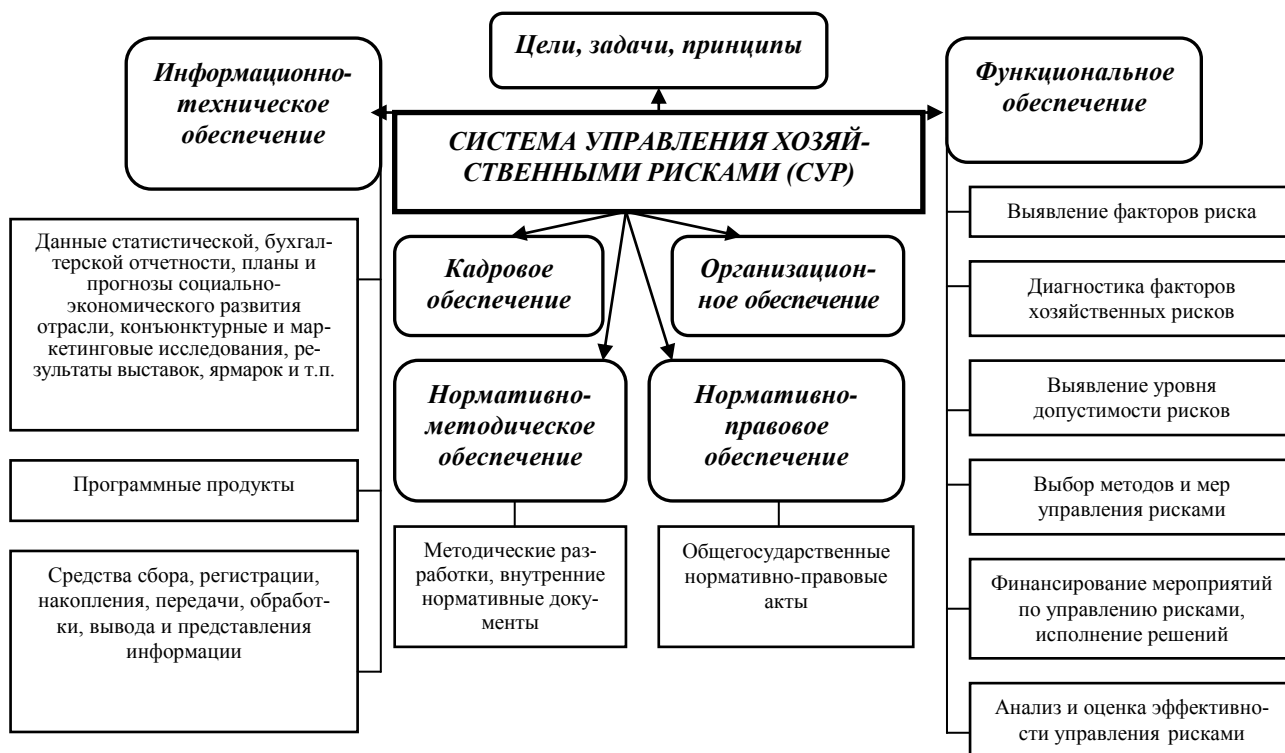 Цели, задачи, принципы
Информационно-
техническое
обеспечение
Функциональное
обеспечение
СИСТЕМА УПРАВЛЕНИЯ ХОЗЯЙ-
СТВЕННЫМИ РИСКАМИ (СУР)
Данные статистической, бухгал-
терской отчетности, планы и
прогнозы социально-
экономического развития
отрасли, конъюнктурные и мар-
кетинговые исследования, ре-
зультаты выставок, ярмарок и т.п.
Программные продукты
Средства сбора, регистрации,
накопления, передачи, обработ-
ки, вывода и представления
информации
Кадровое
обеспечение
Организацион-
ное обеспечение
Нормативно-
методическое
обеспечение
Нормативно-
правовое
обеспечение
Методические раз-
работки, внутренние
нормативные доку-
менты
Общегосударственные
нормативно-правовые
акты
Выявление факторов риска
Диагностика факторов
хозяйственных рисков
Выявление уровня
допустимости рисков
Выбор методов и мер
управления рисками
Финансирование мероприятий
по управлению рисками,
исполнение решений
Анализ и оценка эффективно-
сти управления рисками